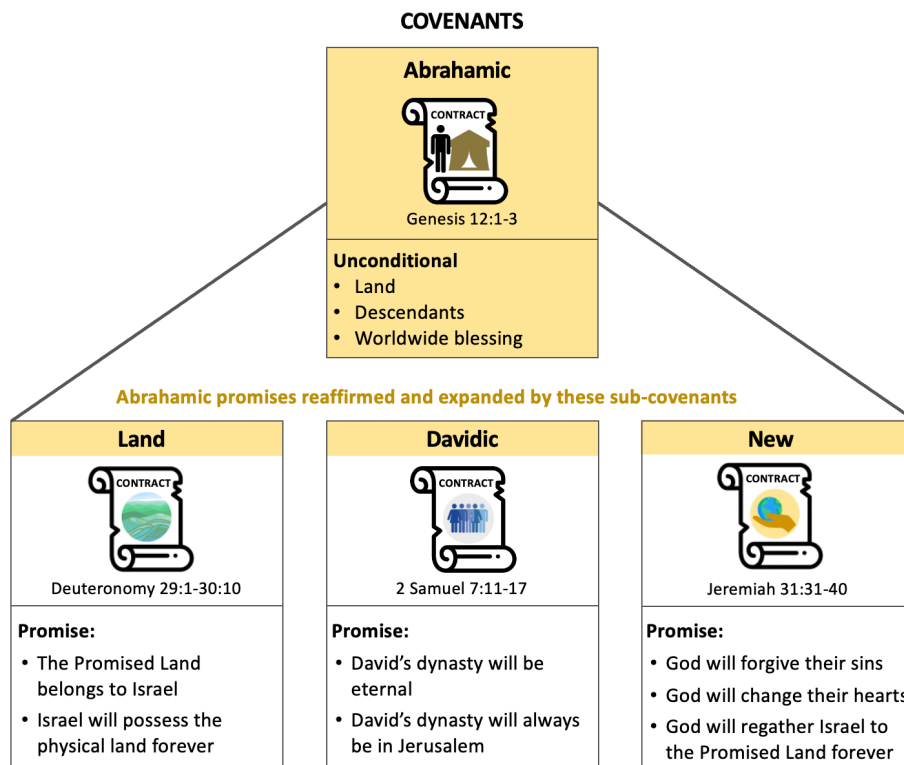 COVENANTS
Abrahamic
CONTRACT
Genesis 12:1-3
Unconditional
• Land
• Descendants
• Worldwide blessing
Abrahamic promises reaffirmed and expanded by these sub-covenants
Land
CONTRACT
Deuteronomy 29:1-30:10
Promise:
• The Promised Land
belongs to Israel
• Israel will possess the
physical land forever
Davidic
CONTRACT
2 Samuel 7:11-17
Promise:
• David’s dynasty will be
eternal
• David’s dynasty will always
be in Jerusalem
New
CONTRACT
Jeremiah 31:31-40
Promise:
• God will forgive their sins
• God will change their hearts
• God will regather Israel to
the Promised Land forever